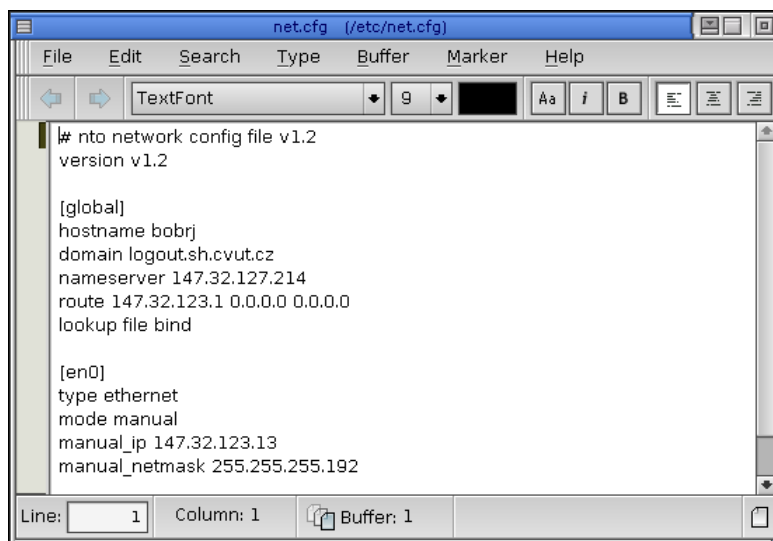 net.cfg (/etc/net.cfg)
File Edit Search Type Buffer Marker Help
TextFont 9 Aa i B
# nto network config file v1.2
version v1.2
[global]
hostname bobrj
domain logout.sh.cvut.cz
nameserver 147.32.127.214
route 147.32.123.1 0.0.0.0 0.0.0.0
lookup file bind
[en0]
type ethernet
mode manual
manual_ip 147.32.123.13
manual_netmask 255.255.255.192
Line: 1 Column: 1 Buffer: 1